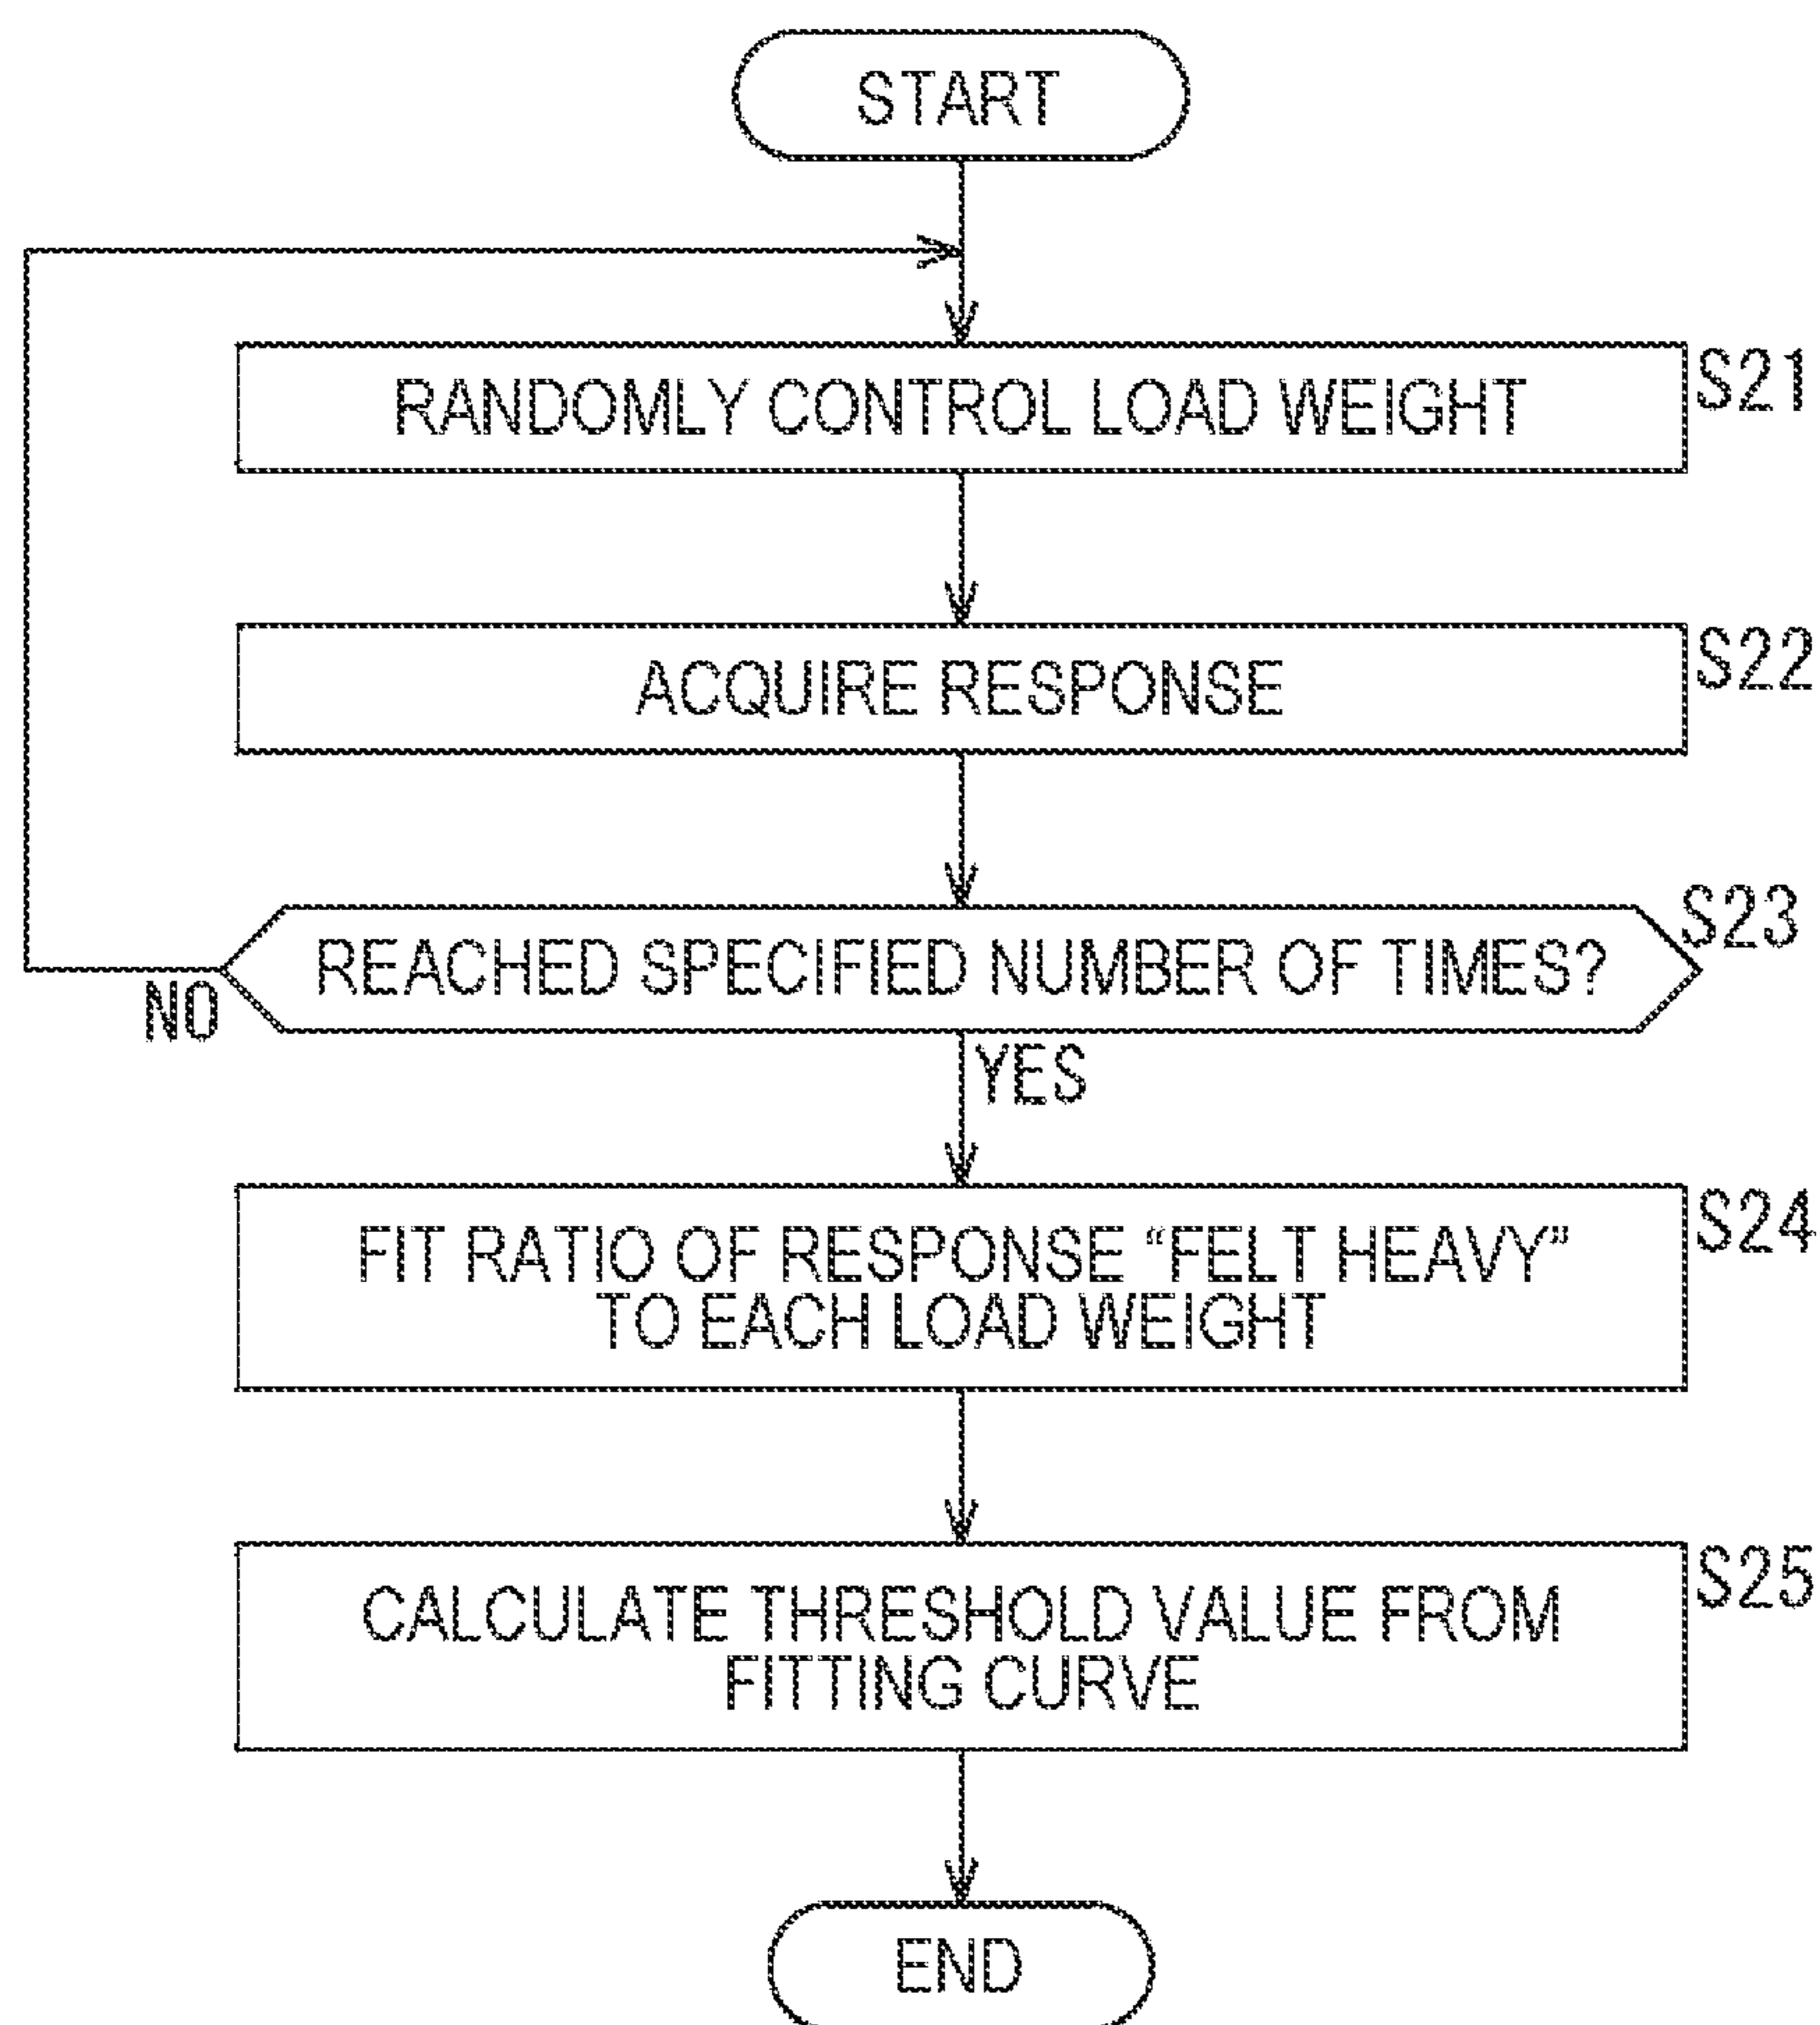 START
RANDOMLY CONTROL LOAD WEIGHT
S21
ACQUIRE RESPONSE
S22
REACHED SPECIFIED NUMBER OF TIMES?
S23
NO
YES
FIT RATIO OF RESPONSE “FELT HEAVY”
TO EACH LOAD WEIGHT
S24
CALCULATE THRESHOLD VALUE FROM
FITTING CURVE
S25
END